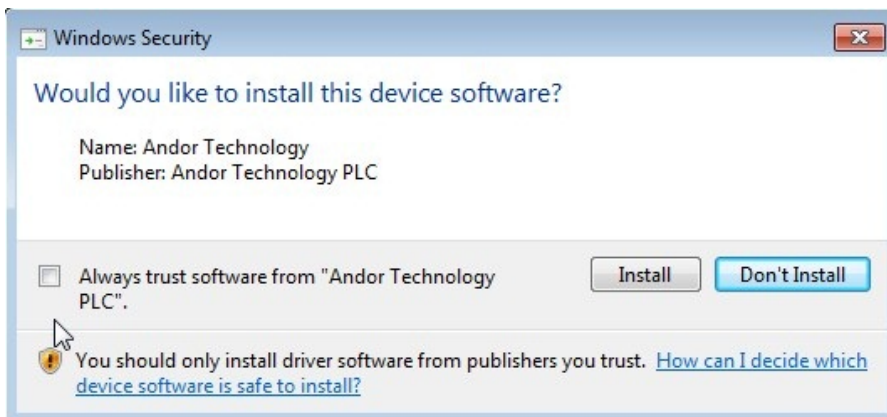 Windows Security
Would you like to install this device software?
Name: Andor Technology
Publisher: Andor Technology PLC
Always trust software from "Andor Technology
PLC".
Install
Don't Install
You should only install driver software from publishers you trust. How can I decide which
device software is safe to install?